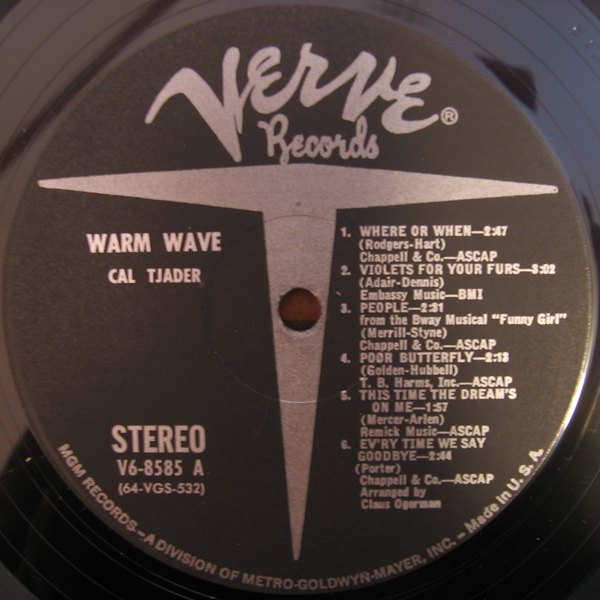 VERVE®
Records
WARM WAVE
CAL TJADER
STEREO
V6-8585 A
(64-VGS-532)
1. WHERE OR WHEN—2:47
(Rodgers-Hart)
Chappell & Co.—ASCAP
2. VIOLETS FOR YOUR FURS—3:02
(Adair-Dennis)
Embassy Music—BMI
3. PEOPLE—2:31
from the Bway Musical "Funny Girl"
(Merrill-Styne)
Chappell & Co.—ASCAP
4. POOR BUTTERFLY—2:13
(Golden-Hubbell)
T. B. Harms, Inc.—ASCAP
5. THIS TIME THE DREAM'S
ON ME—1:57
(Mercer-Arlen)
Remick Music—ASCAP
6. EV'RY TIME WE SAY
GOODBYE—2:44
(Porter)
Chappell & Co.—ASCAP
Arranged by
Claus Ogerman
MGM RECORDS—A DIVISION OF METRO-GOLDWYN-MAYER, INC.—Made in U. S. A.